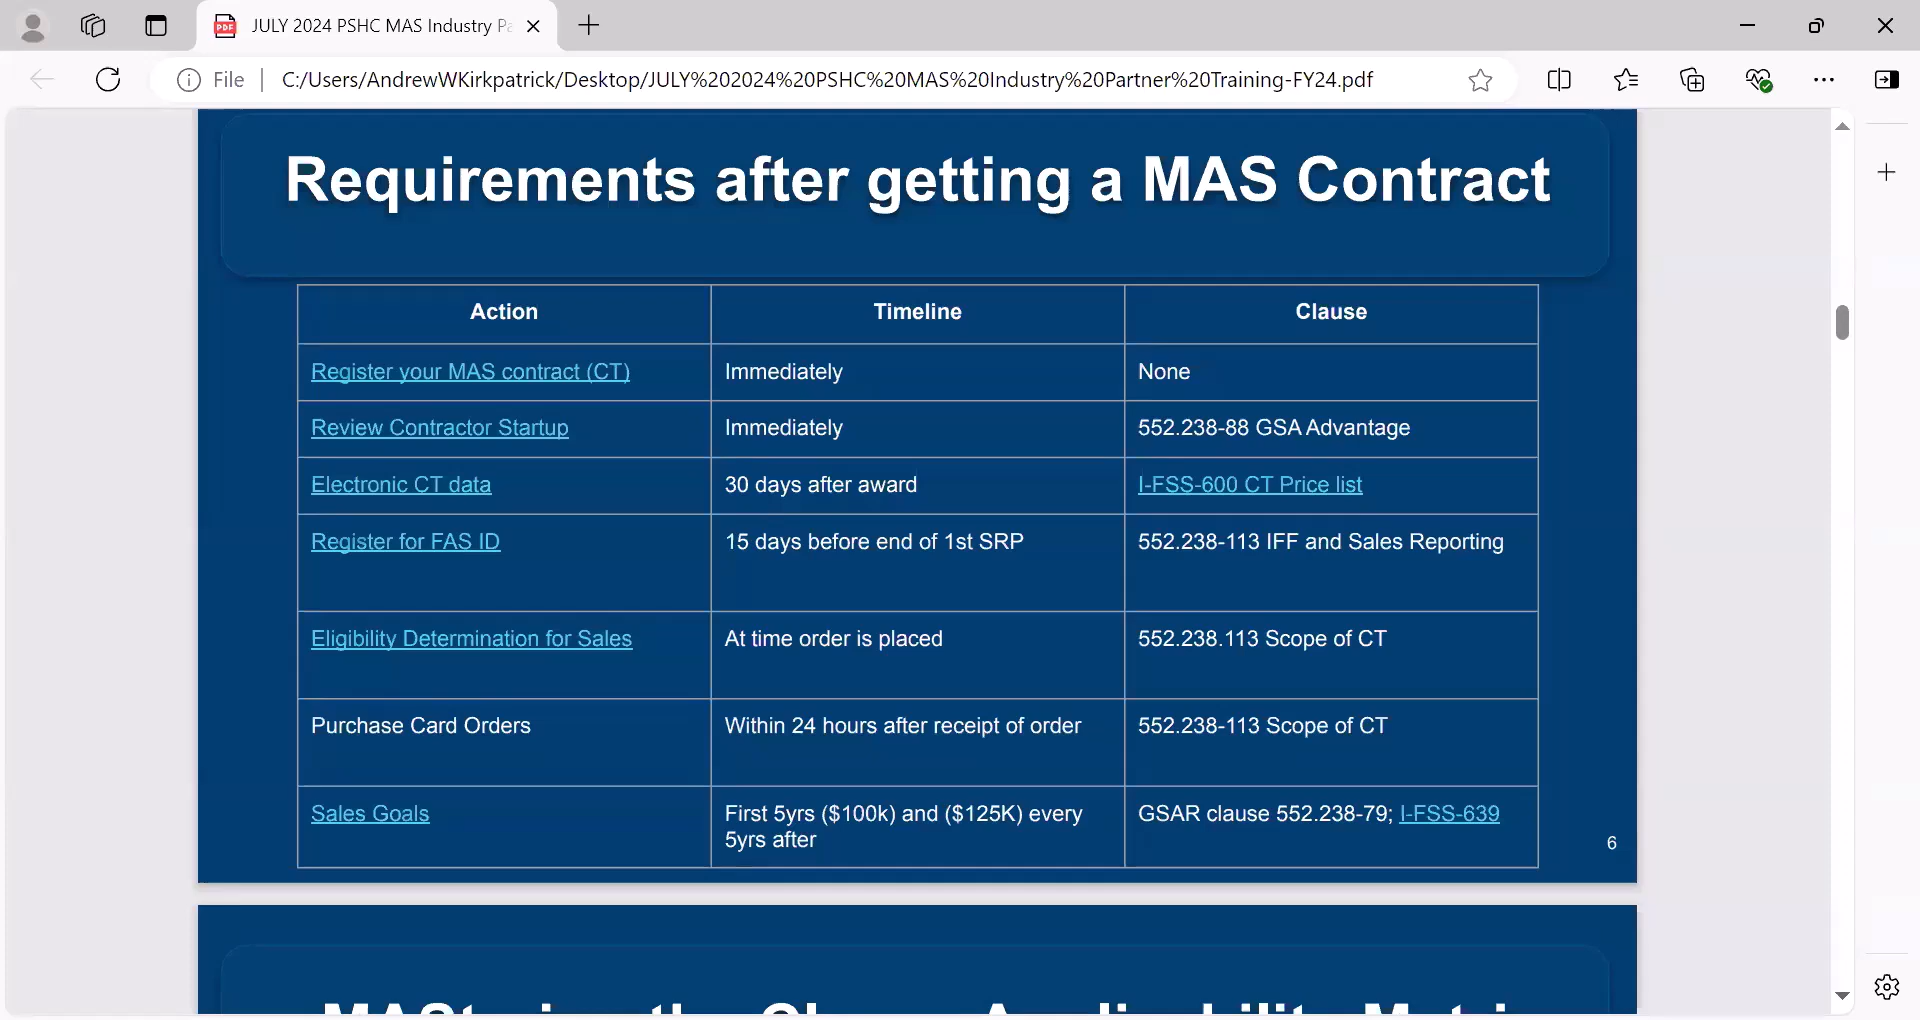 JULY 2024 PSHC MAS Industry Pa
File
C:/Users/AndrewWKirkpatrick/Desktop/JULY%202024%20PSHC%20MAS%20Industry%20Partner%20Training-FY24.pdf
Requirements after getting a MAS Contract
Action Timeline Clause
Register your MAS contract (CT) Immediately None
Review Contractor Startup Immediately 552.238-88 GSA Advantage
Electronic CT data 30 days after award I-FSS-600 CT Price list
Register for FAS ID 15 days before end of 1st SRP 552.238-113 IFF and Sales Reporting
Eligibility Determination for Sales At time order is placed 552.238.113 Scope of CT
Purchase Card Orders Within 24 hours after receipt of order 552.238-113 Scope of CT
Sales Goals First 5yrs ($100k) and ($125K) every GSAR clause 552.238-79; I-FSS-639
5yrs after
6